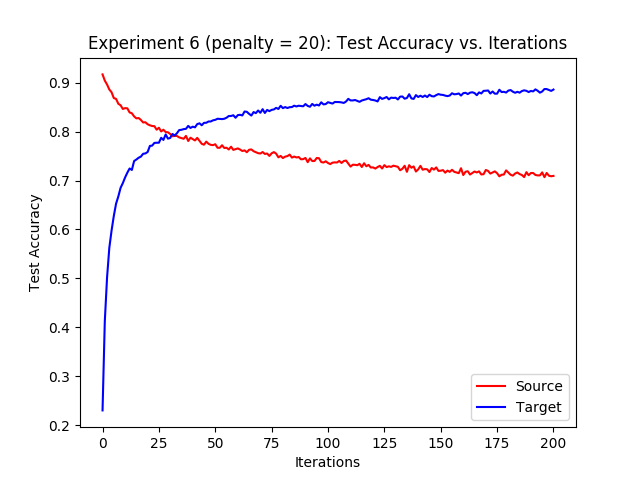 Experiment 6 (penalty = 20): Test Accuracy vs. Iterations
0.9
0.8
0.7
0.6
0.5
0.4
0.3
0.2
Test Accuracy
Source
Target
0 25 50 75 100 125 150 175 200
Iterations